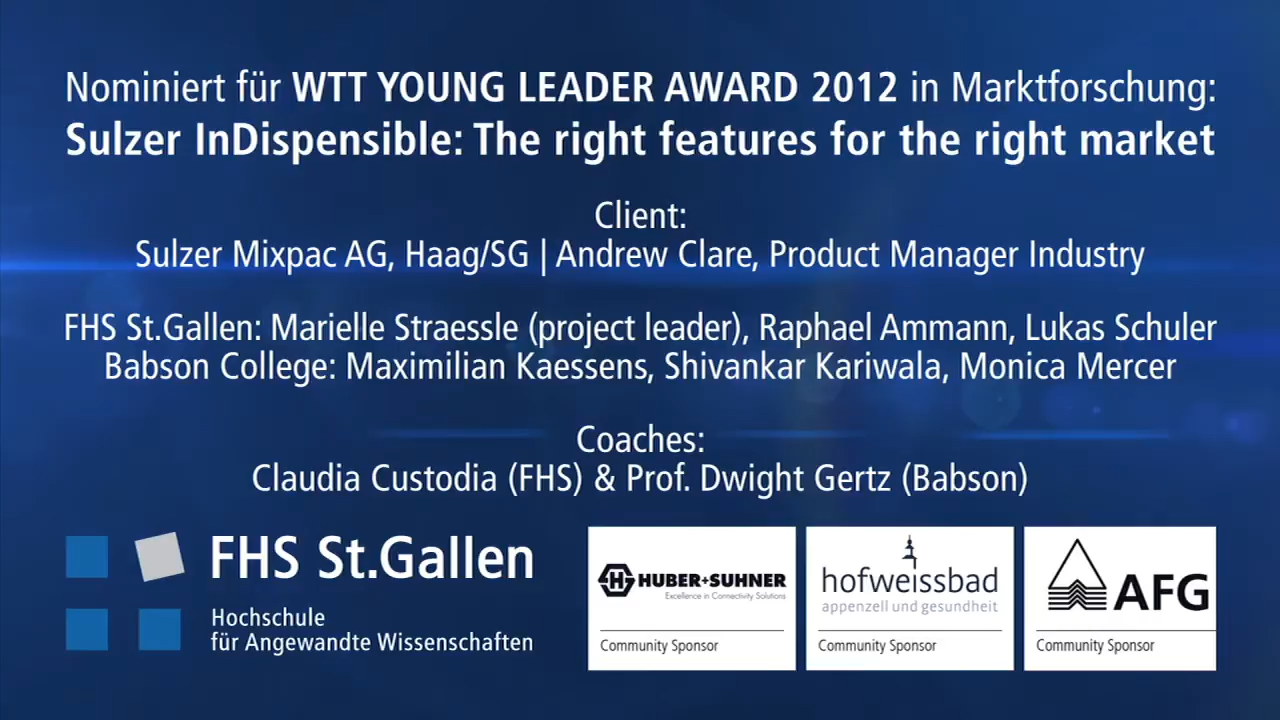 Nominiert für WTT YOUNG LEADER AWARD 2012 in Marktforschung:
Sulzer InDispensible: The right features for the right market
Client:
Sulzer Mixpac AG, Haag/SG | Andrew Clare, Product Manager Industry
FHS St.Gallen: Marielle Straessle (project leader), Raphael Ammann, Lukas Schuler
Babson College: Maximilian Kaessens, Shivankar Kariwala, Monica Mercer
Coaches:
Claudia Custodia (FHS) & Prof. Dwight Gertz (Babson)
FHS St.Gallen
Hochschule
für Angewandte Wissenschaften
HUBER+SUHNER
Excellence in Connectivity Solutions
Community Sponsor
hofweissbad
appenzell und gesundheit
Community Sponsor
AFG
Community Sponsor